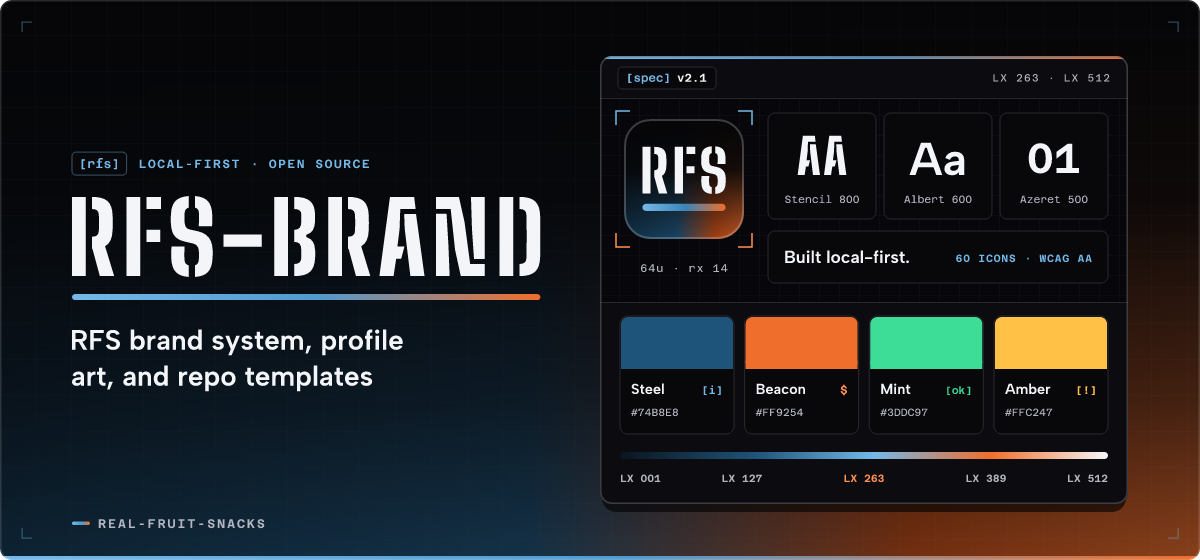 [rfs] LOCAL-FIRST · OPEN SOURCE
RFS-BRAND
RFS brand system, profile
art, and repo templates
REAL-FRUIT-SNACKS
[spec] v2.1
LX 263 · LX 512
RFS
64u · rx 14
AA
Stencil 800
Aa
Albert 600
01
Azeret 500
Built local-first.
60 ICONS · WCAG AA
Steel [i]
#74B8E8
Beacon $
#FF9254
Mint [ok]
#3DDC97
Amber [!]
#FFC247
LX 001 LX 127 LX 263 LX 389 LX 512